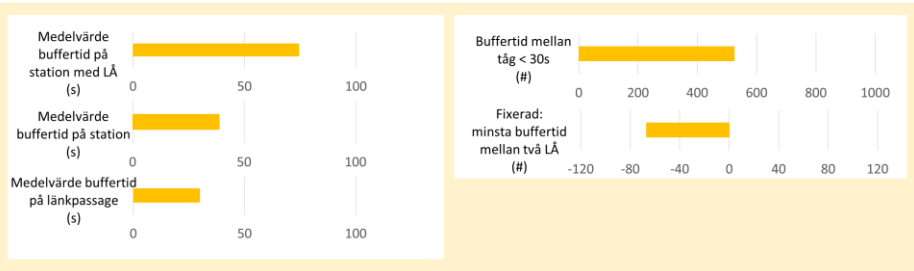 Medelvärde
buffertid på
station med LÅ
(s)
0 50 100
Medelvärde
buffertid på station
(s)
0 50 100
Medelvärde buffertid
på länkpassage
(s)
0 50 100
Buffertid mellan
tåg < 30s
(#)
0 200 400 600 800 1000
Fixerad:
minsta buffertid
mellan två LÅ
(#)
-120 -80 -40 0 40 80 120